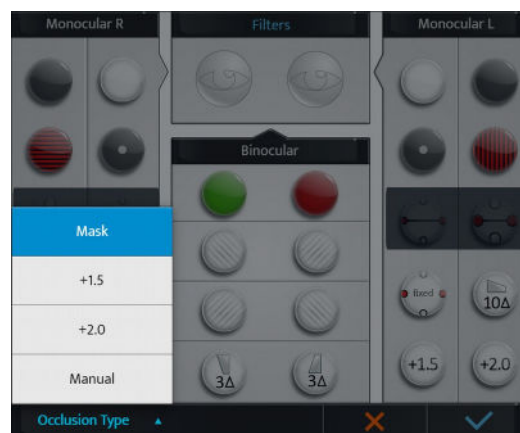 Monocular R
Filters
Monocular L
Binocular
Mask
+1.5
+2.0
Manual
fixed
10Δ
3Δ
3Δ
+1.5
+2.0
Occlusion Type